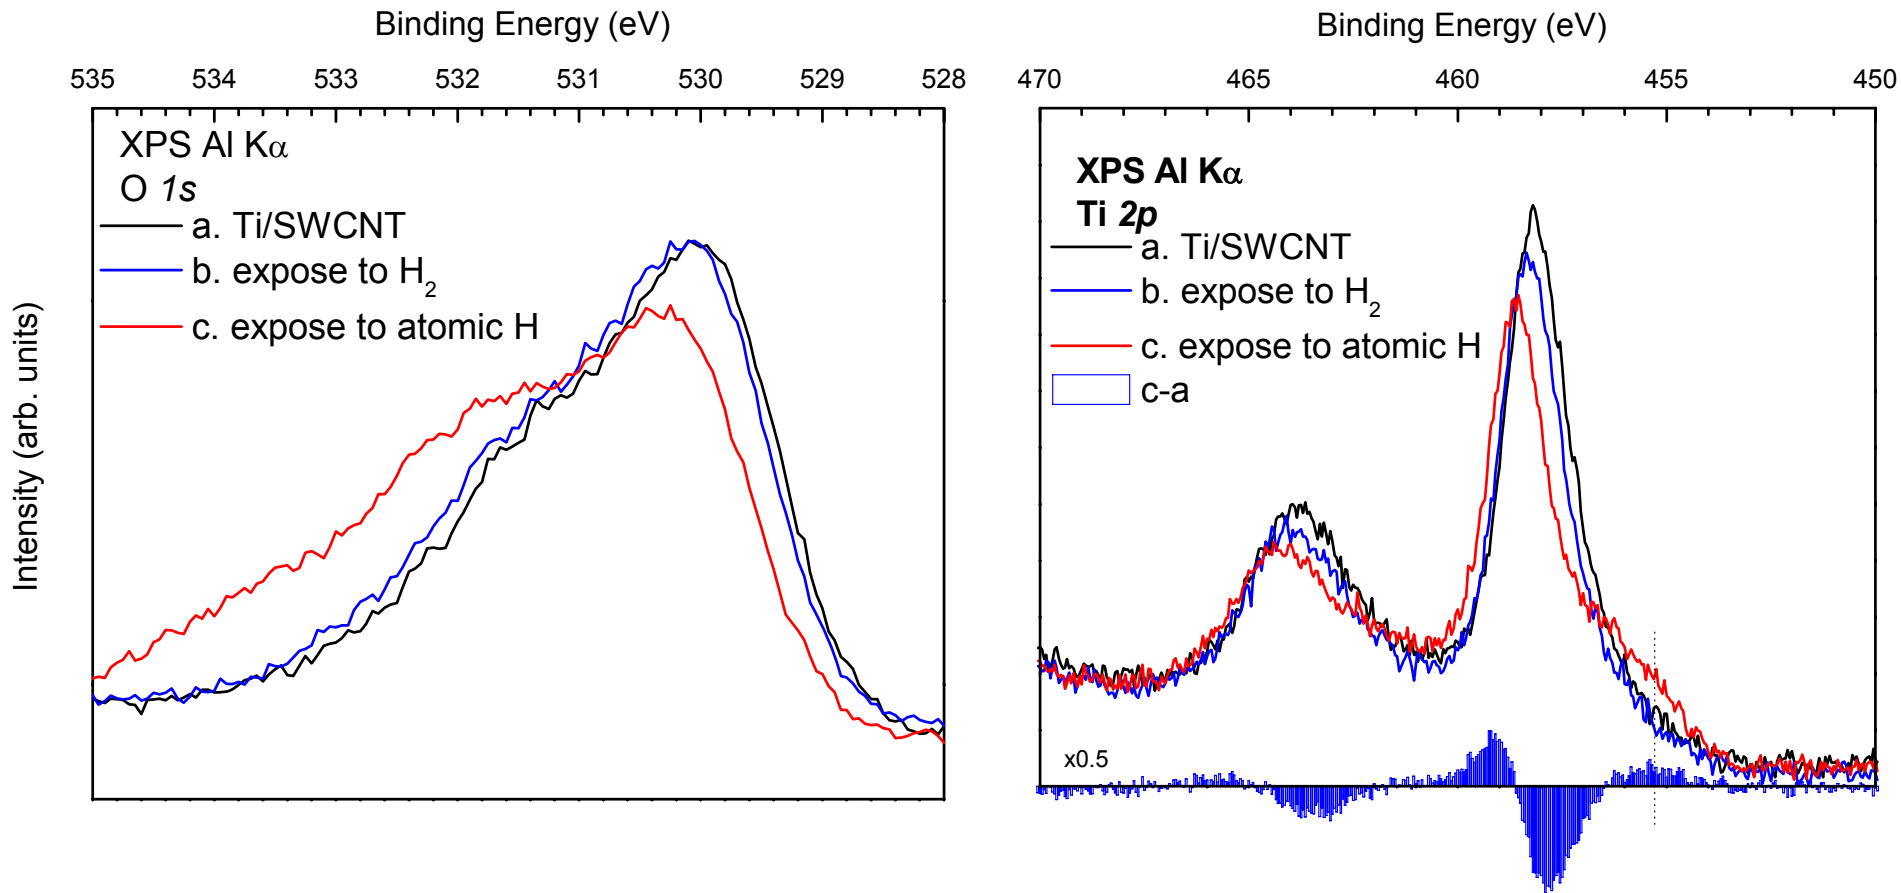 Binding Energy (eV)
535 534 533 532 531 530 529 528
XPS Al Kα
O 1s
a. Ti/SWCNT
b. expose to H2
c. expose to atomic H
Intensity (arb. units)
Binding Energy (eV)
470 465 460 455 450
XPS Al Kα
Ti 2p
a. Ti/SWCNT
b. expose to H2
c. expose to atomic H
c-a
x0.5